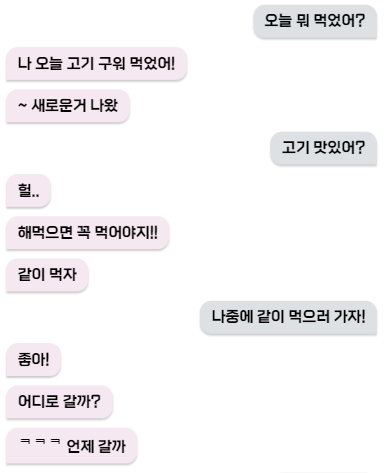 오늘 뭐 먹었어?
나 오늘 고기 구워 먹었어!
~ 새로운거 나왔
고기 맛있어?
헐..
해먹으면 꼭 먹어야지!!
같이 먹자
나중에 같이 먹으러 가자!
좋아!
어디로 갈까?
ㅋㅋㅋ 언제 갈까